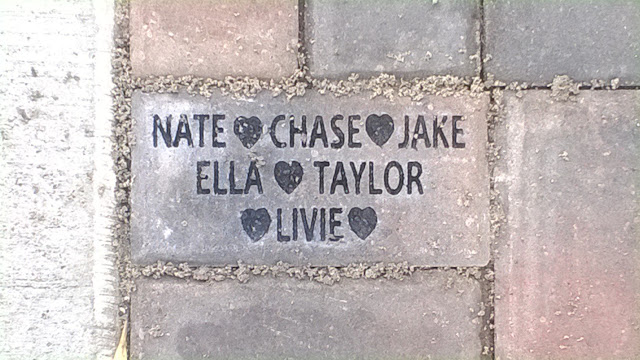 NATE ♥ CHASE ♥ JAKE
ELLA ♥ TAYLOR
♥ LIVIE ♥